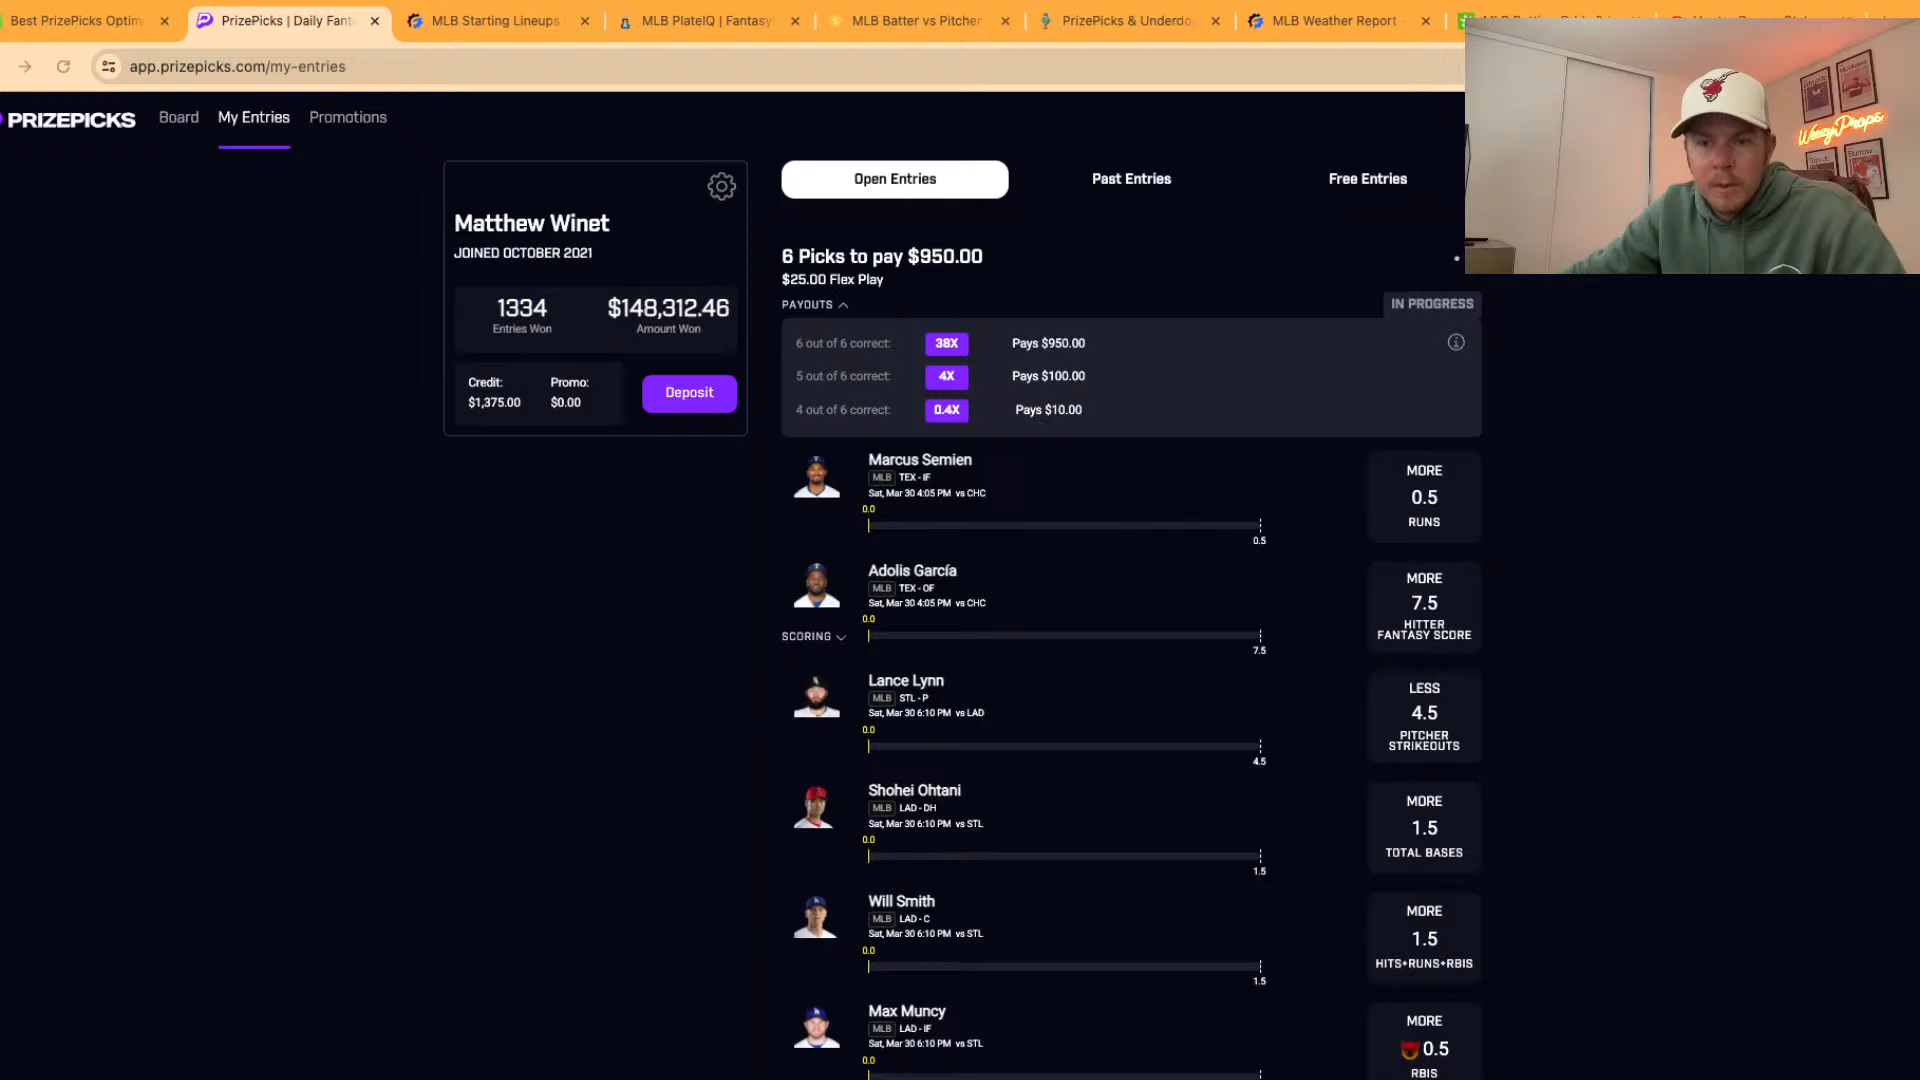 Best PrizePicks Optim
PrizePicks | Daily Fant
MLB Starting Lineups
MLB PlateIQ | Fantasy
MLB Batter vs Pitcher
PrizePicks & Underdo
MLB Weather Report -
app.prizepicks.com/my-entries
PRIZEPICKS
Board
My Entries
Promotions
WeezyProps
Matthew Winet
JOINED OCTOBER 2021
1334
Entries Won
$148,312.46
Amount Won
Credit:
$1,375.00
Promo:
$0.00
Deposit
Open Entries
Past Entries
Free Entries
6 Picks to pay $950.00
$25.00 Flex Play
PAYOUTS
IN PROGRESS
6 out of 6 correct: 38X Pays $950.00
5 out of 6 correct: 4X Pays $100.00
4 out of 6 correct: 0.4X Pays $10.00
Marcus Semien
MLB TEX - IF
Sat, Mar 30 4:05 PM vs CHC
0.0
0.5
MORE
0.5
RUNS
Adolis García
MLB TEX - OF
Sat, Mar 30 4:05 PM vs CHC
0.0
SCORING
7.5
MORE
7.5
HITTER
FANTASY SCORE
Lance Lynn
MLB STL - P
Sat, Mar 30 6:10 PM vs LAD
0.0
4.5
LESS
4.5
PITCHER
STRIKEOUTS
Shohei Ohtani
MLB LAD - DH
Sat, Mar 30 6:10 PM vs STL
0.0
1.5
MORE
1.5
TOTAL BASES
Will Smith
MLB LAD - C
Sat, Mar 30 6:10 PM vs STL
0.0
1.5
MORE
1.5
HITS+RUNS+RBIS
Max Muncy
MLB LAD - IF
Sat, Mar 30 6:10 PM vs STL
0.0
MORE
0.5
RBIS